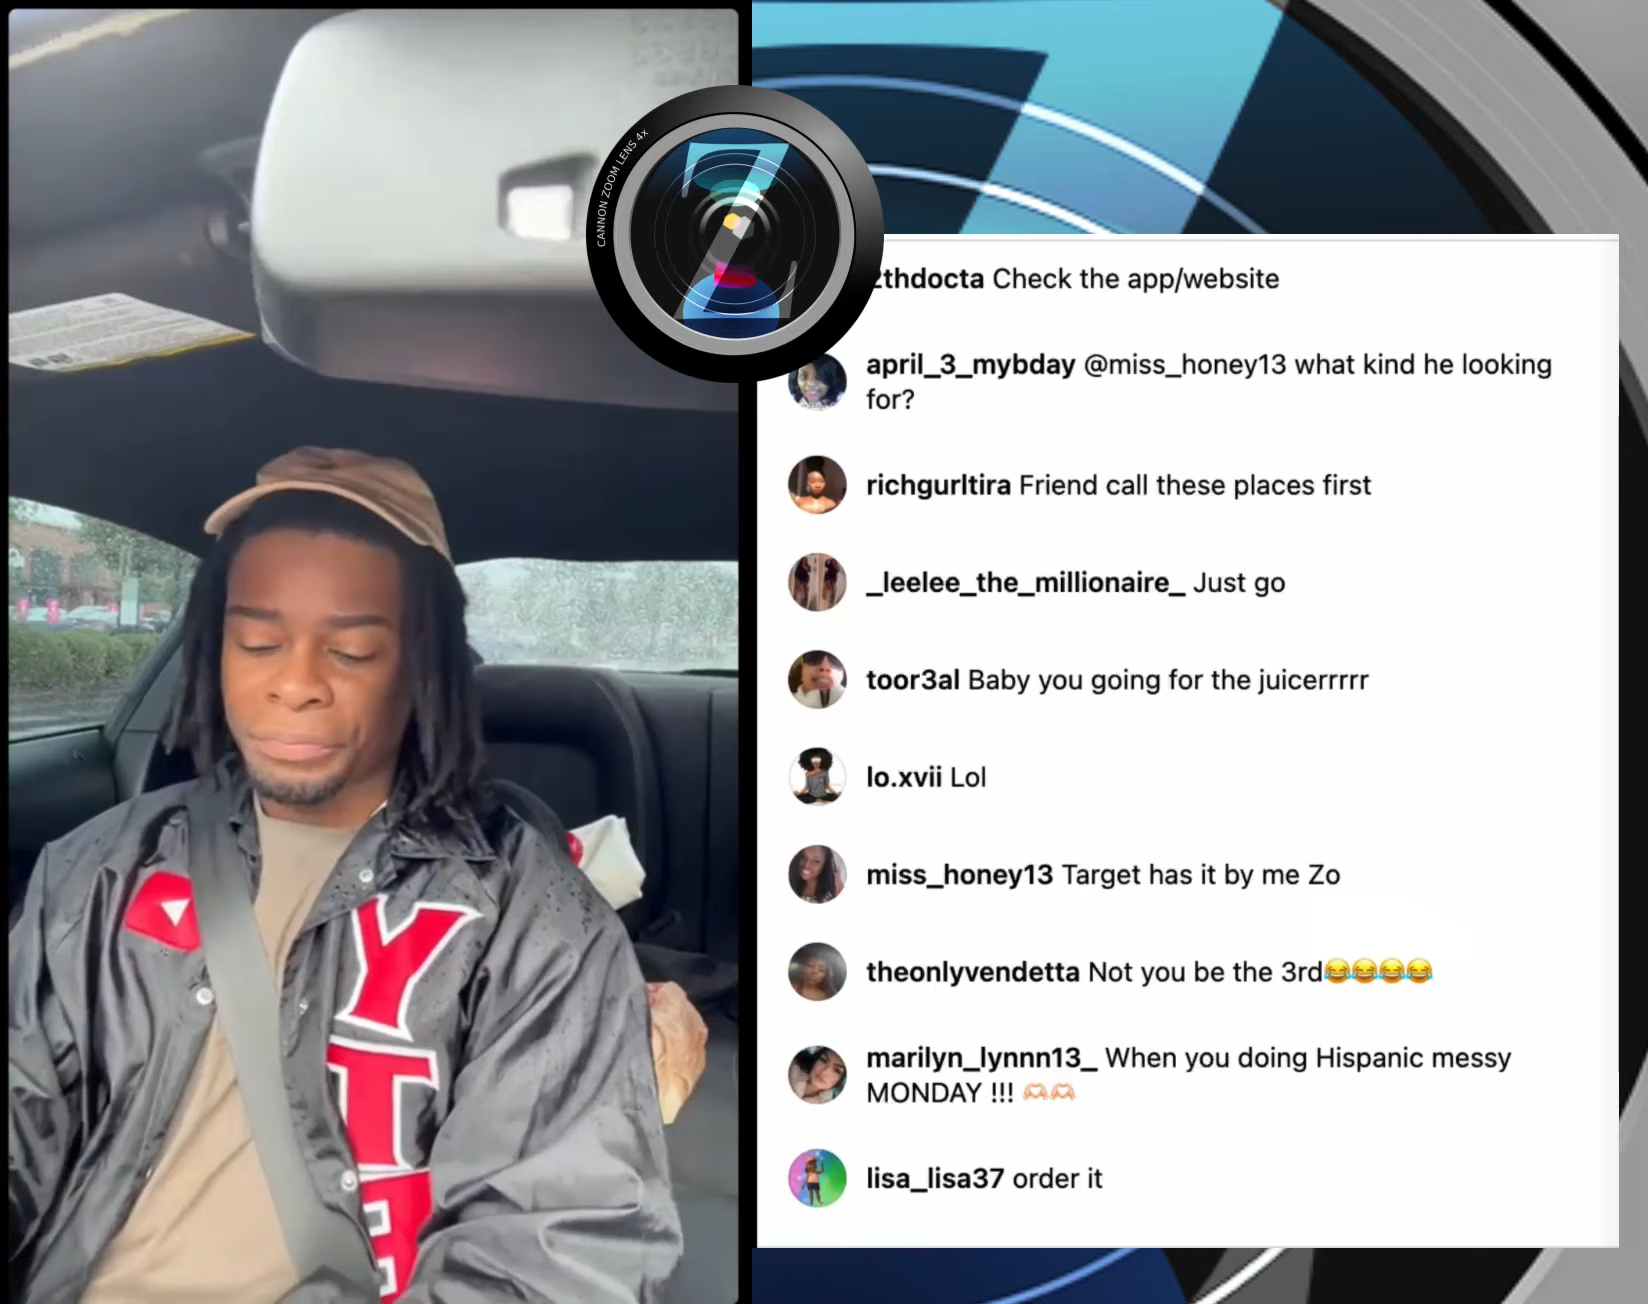 CANNON ZOOM LENS 4x
2thdocta Check the app/website
april_3_mybday @miss_honey13 what kind he looking
for?
richgurltira Friend call these places first
_leelee_the_millionaire_ Just go
toor3al Baby you going for the juicerrrrr
lo.xvii Lol
miss_honey13 Target has it by me Zo
theonlyvendetta Not you be the 3rd😂😂😂😂
marilyn_lynnn13_ When you doing Hispanic messy
MONDAY !!! 🫶🏻🫶🏻
lisa_lisa37 order it
Y
T